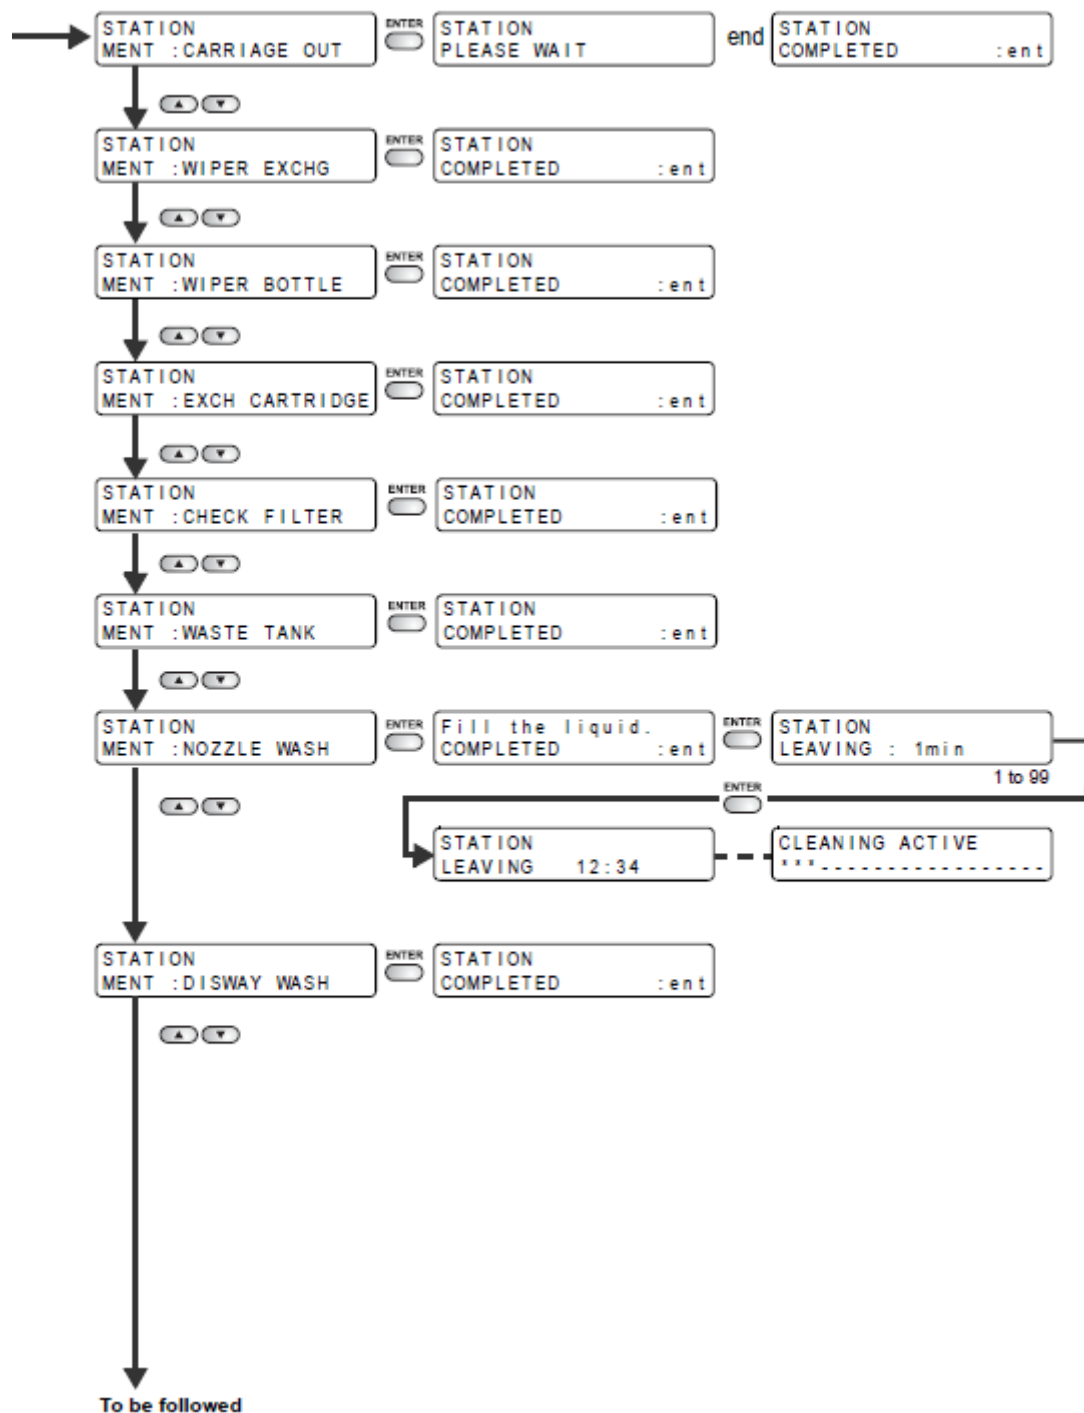 STATION
MENT :CARRIAGE OUT
ENTER
STATION
PLEASE WAIT
end
STATION
COMPLETED :ent
STATION
MENT :WIPER EXCHG
ENTER
STATION
COMPLETED :ent
STATION
MENT :WIPER BOTTLE
ENTER
STATION
COMPLETED :ent
STATION
MENT :EXCH CARTRIDGE
ENTER
STATION
COMPLETED :ent
STATION
MENT :CHECK FILTER
ENTER
STATION
COMPLETED :ent
STATION
MENT :WASTE TANK
ENTER
STATION
COMPLETED :ent
STATION
MENT :NOZZLE WASH
ENTER
Fill the liquid.
COMPLETED :ent
ENTER
STATION
LEAVING : 1min
1 to 99
ENTER
STATION
LEAVING 12:34
CLEANING ACTIVE
***-----------------
STATION
MENT :DISWAY WASH
ENTER
STATION
COMPLETED :ent
To be followed